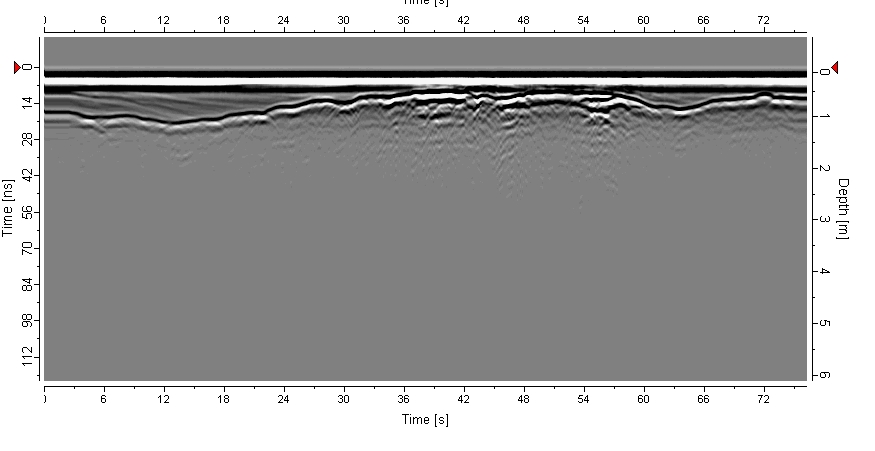 Time [s]
0 6 12 18 24 30 36 42 48 54 60 66 72
0 14 28 42 56 70 84 98 112
Time [ns]
0 1 2 3 4 5 6
Depth [m]
0 6 12 18 24 30 36 42 48 54 60 66 72
Time [s]